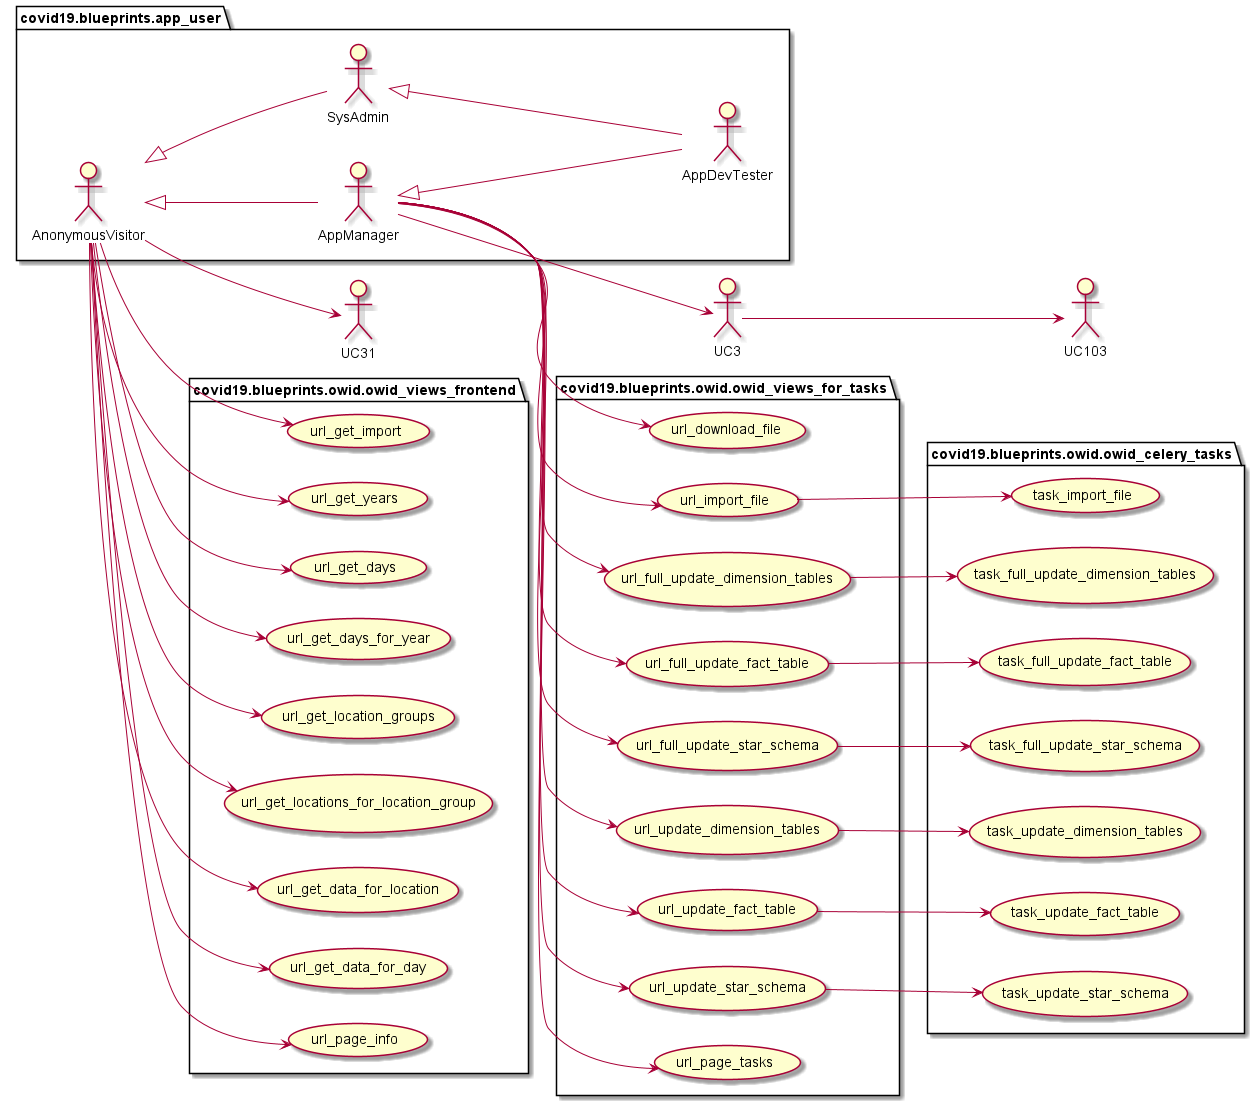 covid19.blueprints.app_user
SysAdmin
AppDevTester
AnonymousVisitor
AppManager
UC31
UC3
UC103
covid19.blueprints.owid.owid_views_frontend
url_get_import
url_get_years
url_get_days
url_get_days_for_year
url_get_location_groups
url_get_locations_for_location_group
url_get_data_for_location
url_get_data_for_day
url_page_info
covid19.blueprints.owid.owid_views_for_tasks
url_download_file
url_import_file
url_full_update_dimension_tables
url_full_update_fact_table
url_full_update_star_schema
url_update_dimension_tables
url_update_fact_table
url_update_star_schema
url_page_tasks
covid19.blueprints.owid.owid_celery_tasks
task_import_file
task_full_update_dimension_tables
task_full_update_fact_table
task_full_update_star_schema
task_update_dimension_tables
task_update_fact_table
task_update_star_schema